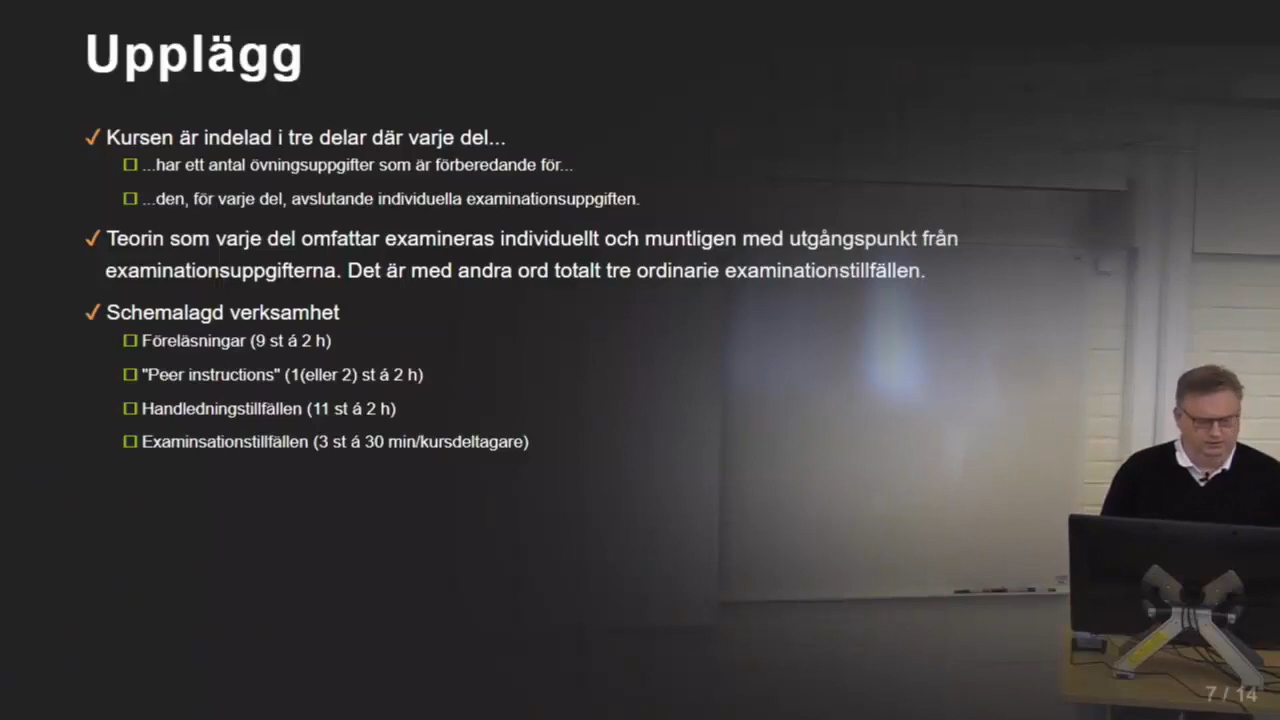 Upplägg
Kursen är indelad i tre delar där varje del...
...har ett antal övningsuppgifter som är förberedande för...
...den, för varje del, avslutande individuella examinationsuppgiften.
Teorin som varje del omfattar examineras individuellt och muntligen med utgångspunkt från
examinationsuppgifterna. Det är med andra ord totalt tre ordinarie examinationstillfällen.
Schemalagd verksamhet
Föreläsningar (9 st á 2 h)
"Peer instructions" (1(eller 2) st á 2 h)
Handledningstillfällen (11 st á 2 h)
Examinsationstillfällen (3 st á 30 min/kursdeltagare)
7 / 14